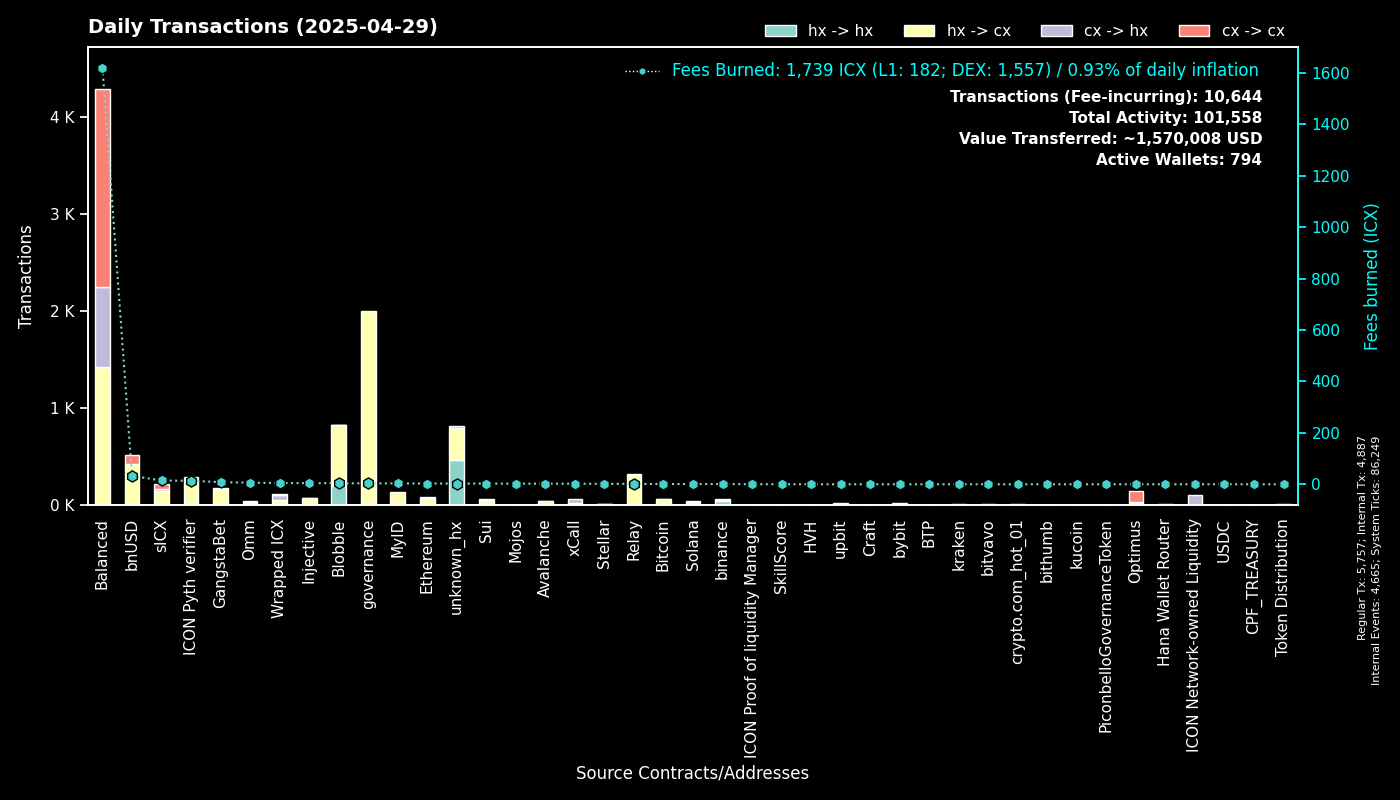 Daily Transactions (2025-04-29)
hx -> hx
hx -> cx
cx -> hx
cx -> cx
Fees Burned: 1,739 ICX (L1: 182; DEX: 1,557) / 0.93% of daily inflation
Transactions (Fee-incurring): 10,644
Total Activity: 101,558
Value Transferred: ~1,570,008 USD
Active Wallets: 794
Transactions
4 K
3 K
2 K
1 K
0 K
1600
1400
1200
1000
800
600
400
200
0
Fees burned (ICX)
Balanced
bnUSD
sICX
ICON Pyth verifier
GangstaBet
Omm
Wrapped ICX
Injective
Blobble
governance
MyID
Ethereum
unknown_hx
Sui
Mojos
Avalanche
xCall
Stellar
Relay
Bitcoin
Solana
binance
ICON Proof of liquidity Manager
SkillScore
HVH
upbit
Craft
bybit
BTP
kraken
bitvavo
crypto.com_hot_01
bithumb
kucoin
PiconbelloGovernanceToken
Optimus
Hana Wallet Router
ICON Network-owned Liquidity
USDC
CPF_TREASURY
Token Distribution
Source Contracts/Addresses
Regular Tx: 5,757; Internal Tx: 4,887
Internal Events: 4,665; System Ticks: 86,249